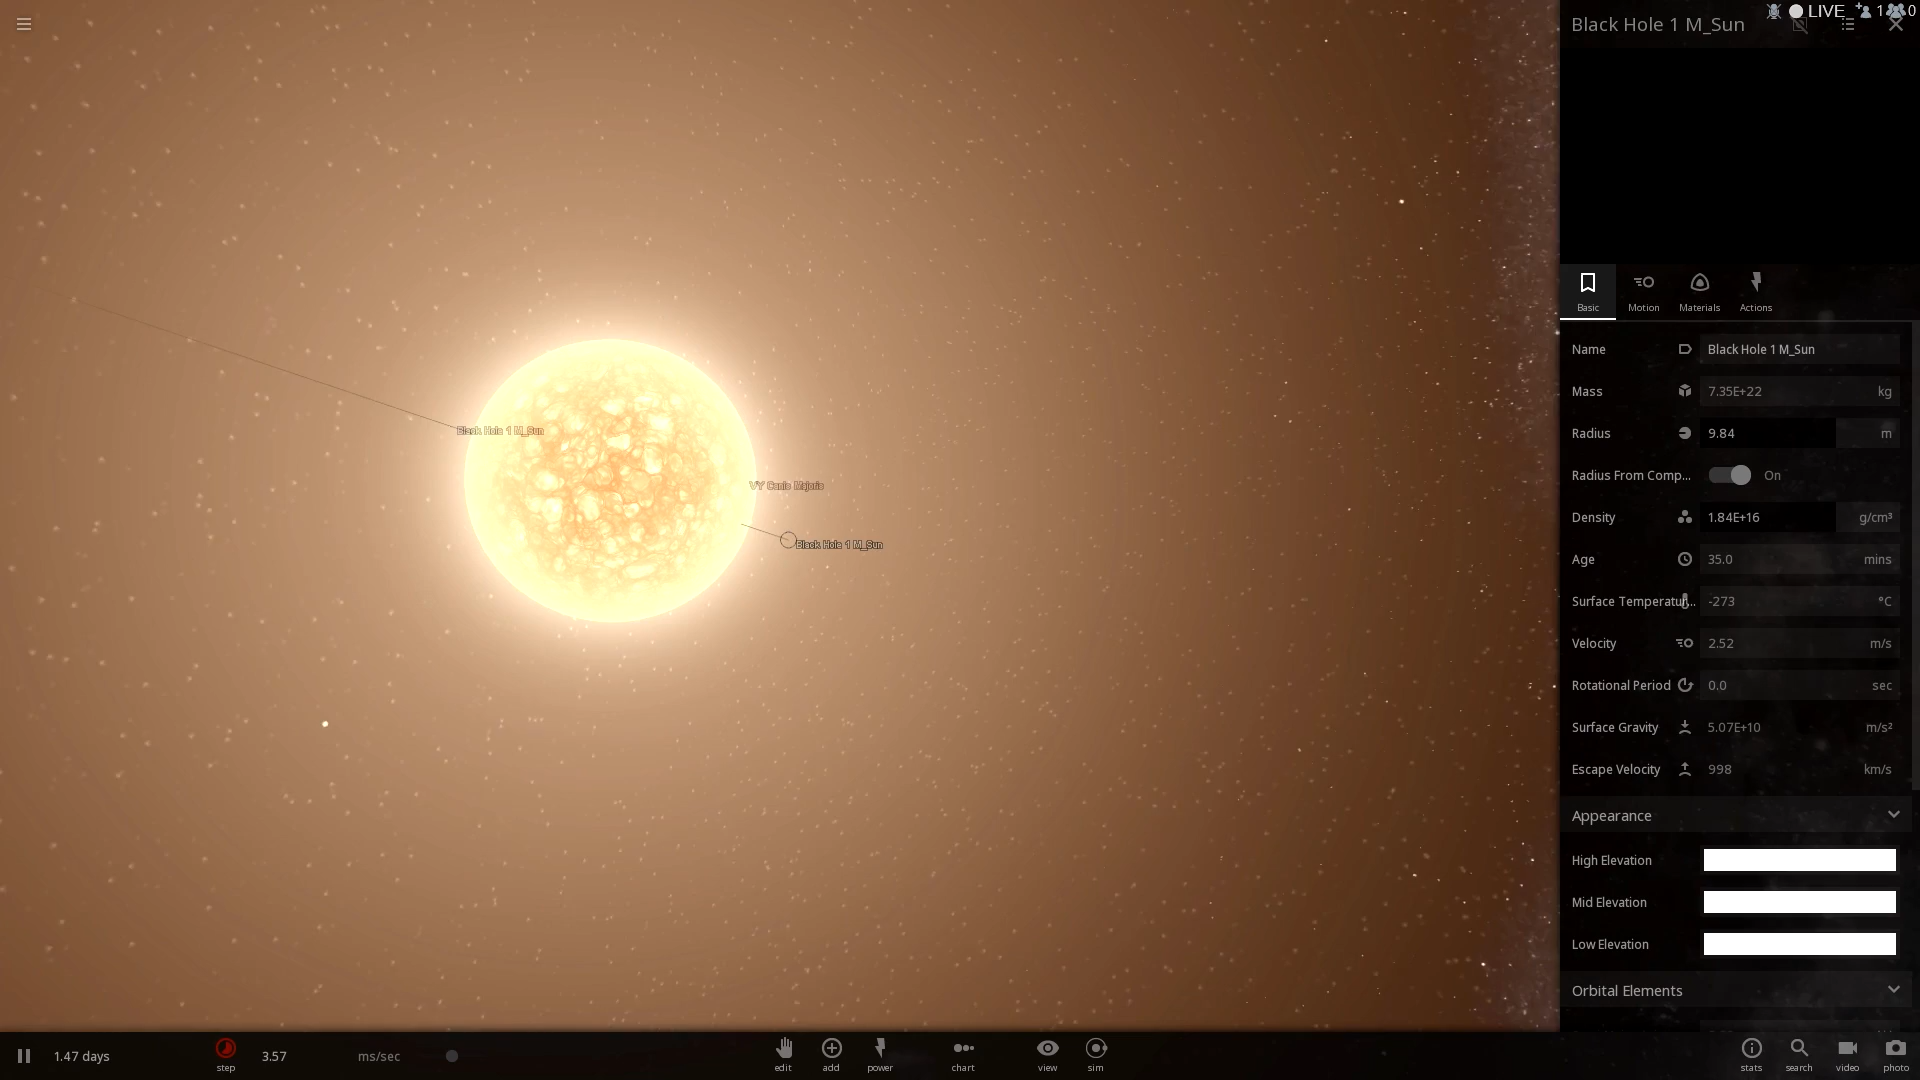 LIVE
Black Hole 1 M_Sun
Basic
Motion
Materials
Actions
Name
Black Hole 1 M_Sun
Mass
7.35E+22
kg
Radius
9.84
m
Radius From Comp...
On
Density
1.84E+16
g/cm³
Age
35.0
mins
Surface Temperatur...
-273
°C
Velocity
2.52
m/s
Rotational Period
0.0
sec
Surface Gravity
5.07E+10
m/s²
Escape Velocity
998
km/s
Appearance
High Elevation
Mid Elevation
Low Elevation
Orbital Elements
Black Hole 1 M_Sun
VY Canis Majoris
Black Hole 1 M_Sun
1.47 days
step
3.57
ms/sec
edit
add
power
chart
view
sim
stats
search
video
photo